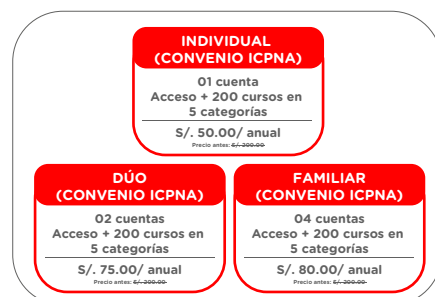 INDIVIDUAL
(CONVENIO ICPNA)
01 cuenta
Acceso + 200 cursos en
5 categorías
S/. 50.00/ anual
Precio antes: S/. 200.00
DÚO
(CONVENIO ICPNA)
02 cuentas
Acceso + 200 cursos en
5 categorías
S/. 75.00/ anual
Precio antes: S/. 300.00
FAMILIAR
(CONVENIO ICPNA)
04 cuentas
Acceso + 200 cursos en
5 categorías
S/. 80.00/ anual
Precio antes: S/. 200.00